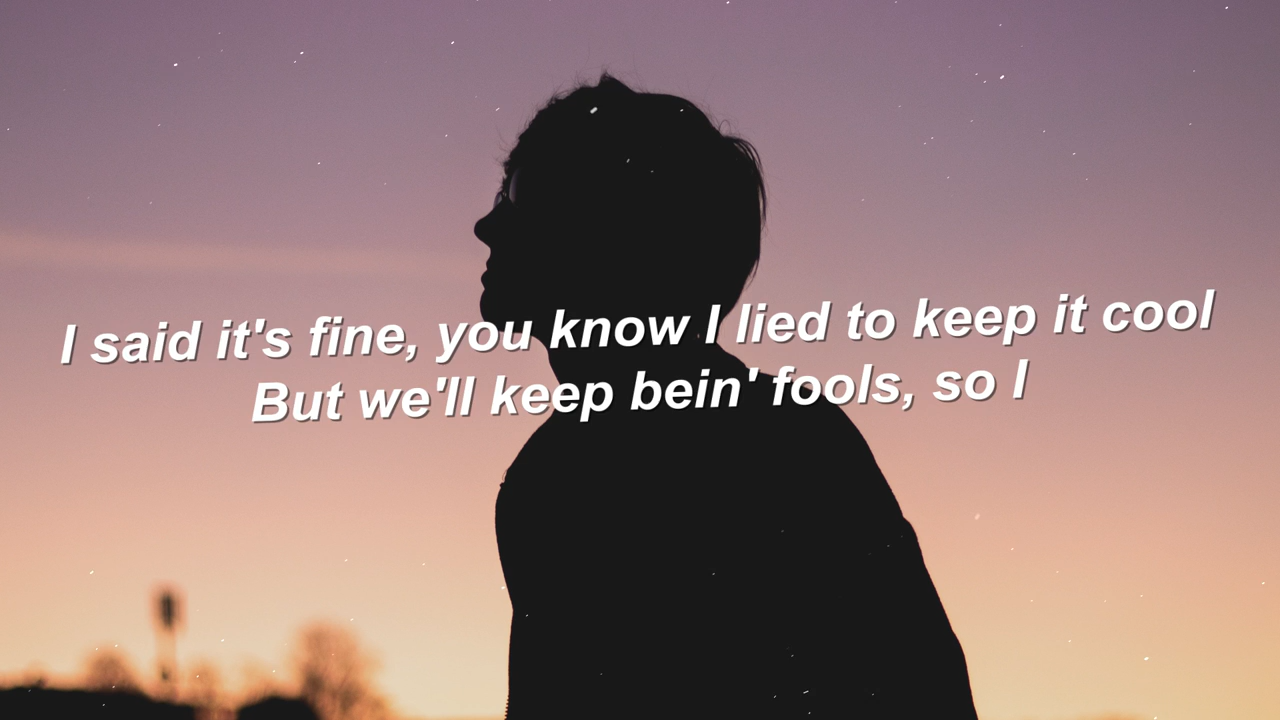 I said it's fine, you know I lied to keep it cool
But we'll keep bein' fools, so I